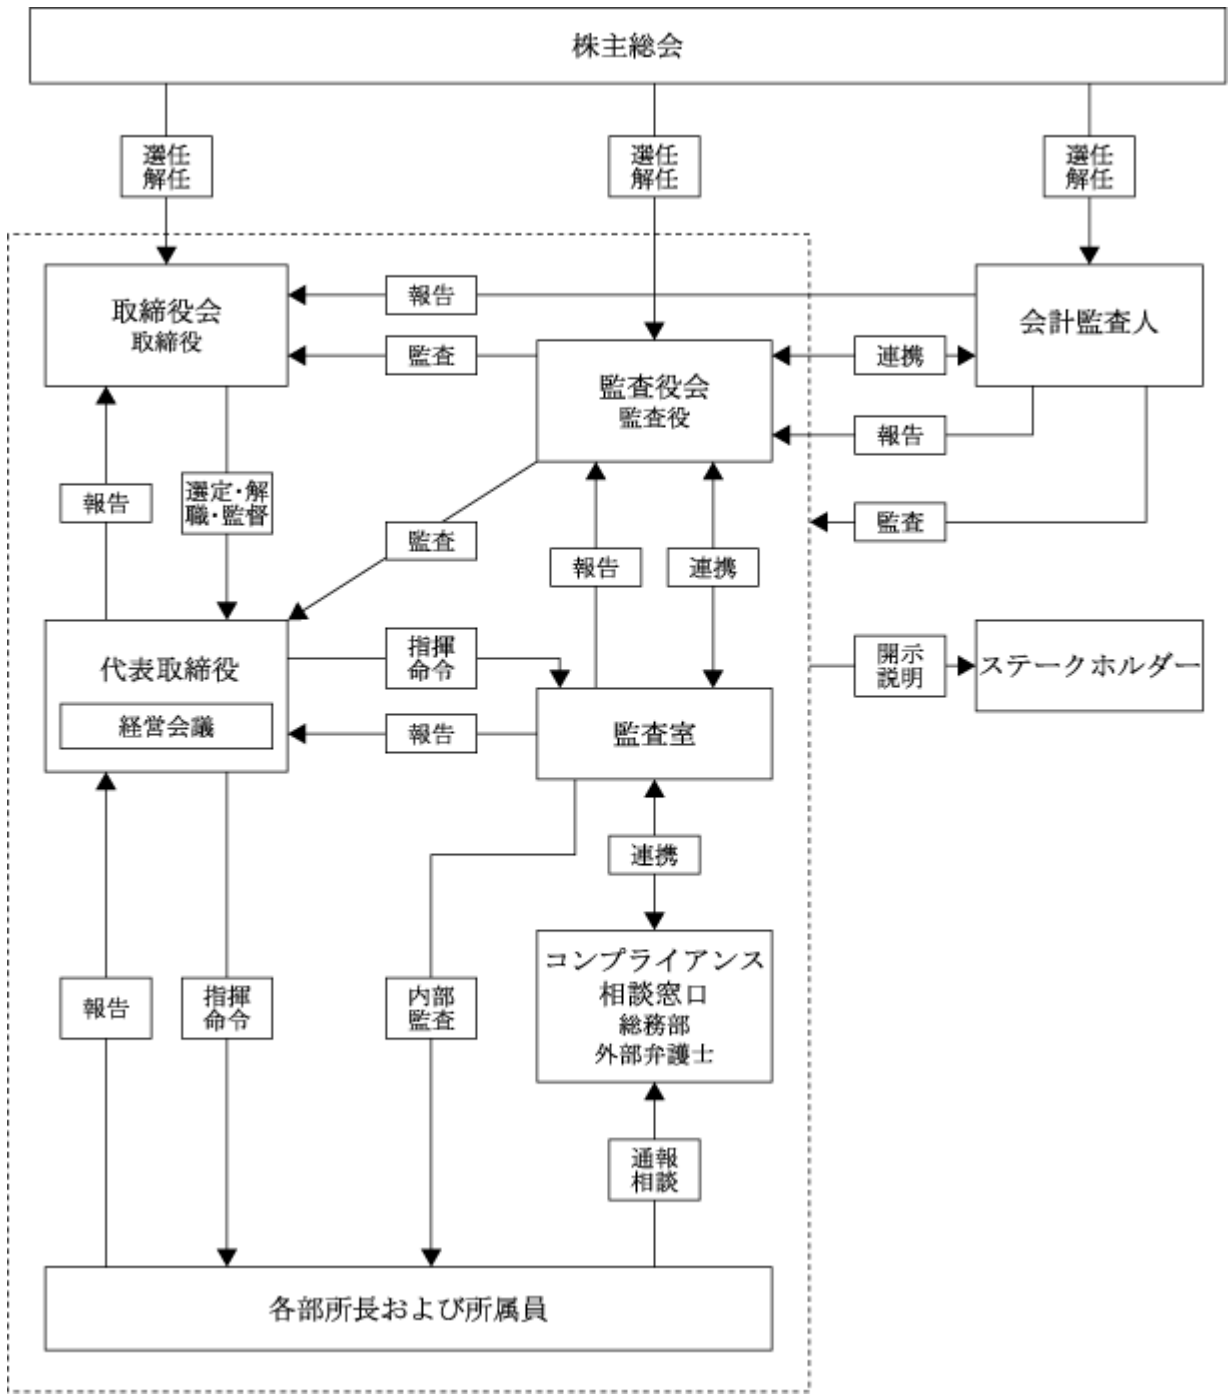 株主総会
選任
解任
選任
解任
選任
解任
取締役会
取締役
報告
会計監査人
監査
監査役会
監査役
連携
報告
報告
選定・解
職・監督
監査
監査
報告
連携
代表取締役
経営会議
指揮
命令
開示
説明
ステークホルダー
報告
監査室
連携
コンプライアンス
相談窓口
総務部
外部弁護士
報告
指揮
命令
内部
監査
通報
相談
各部所長および所属員